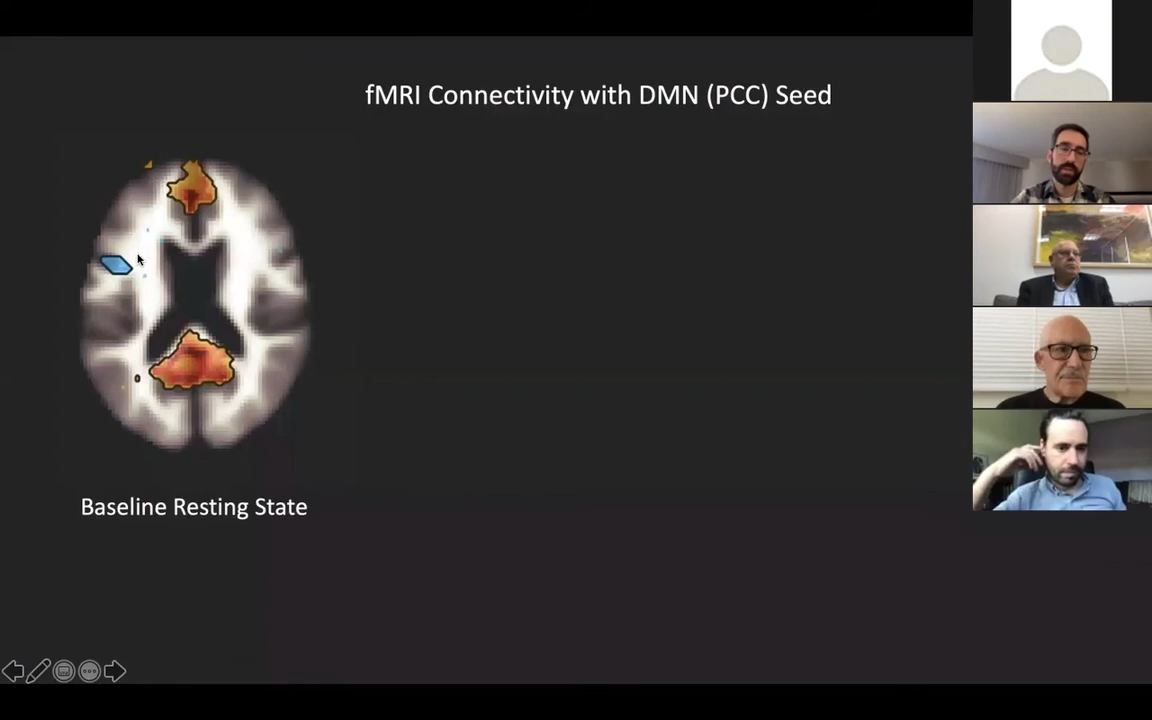 fMRI Connectivity with DMN (PCC) Seed
Baseline Resting State